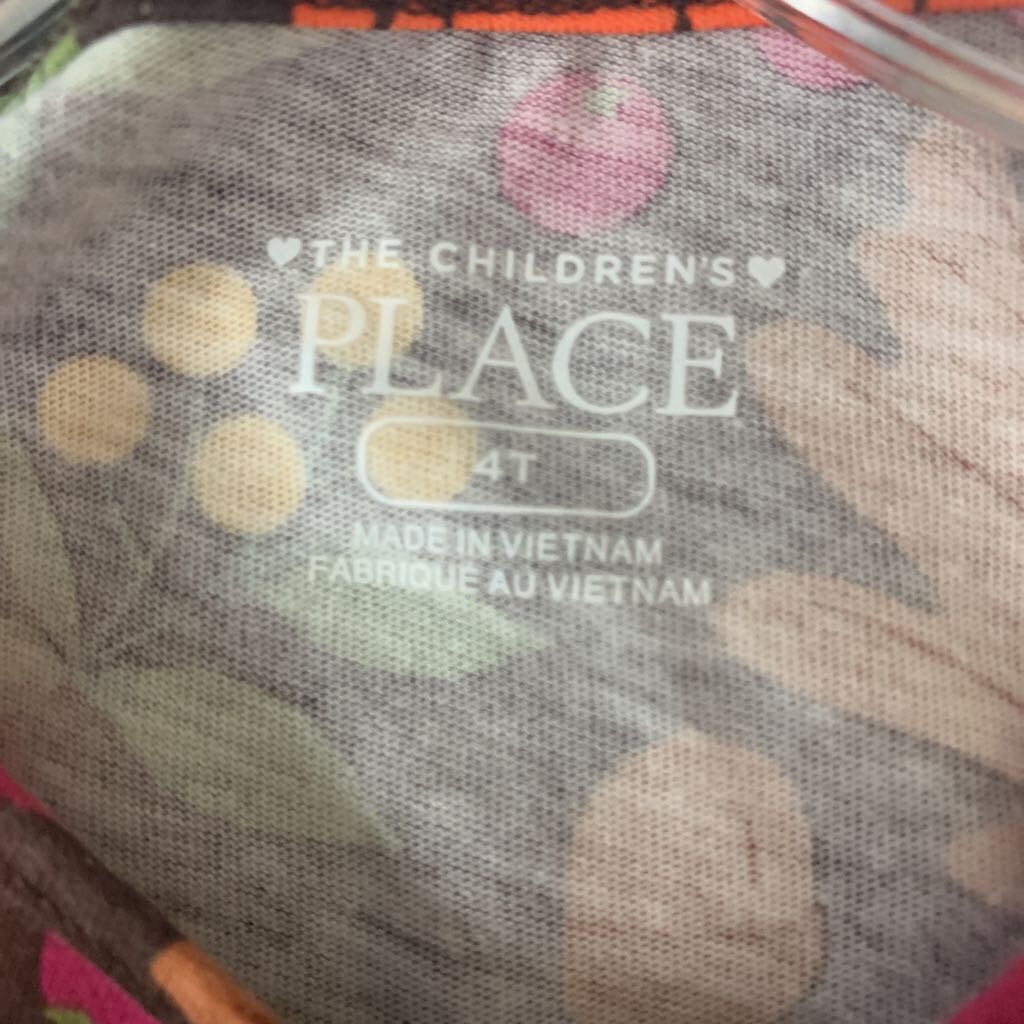 THE CHILDREN'S
PLACE
4T
MADE IN VIETNAM
FABRIQUE AU VIETNAM